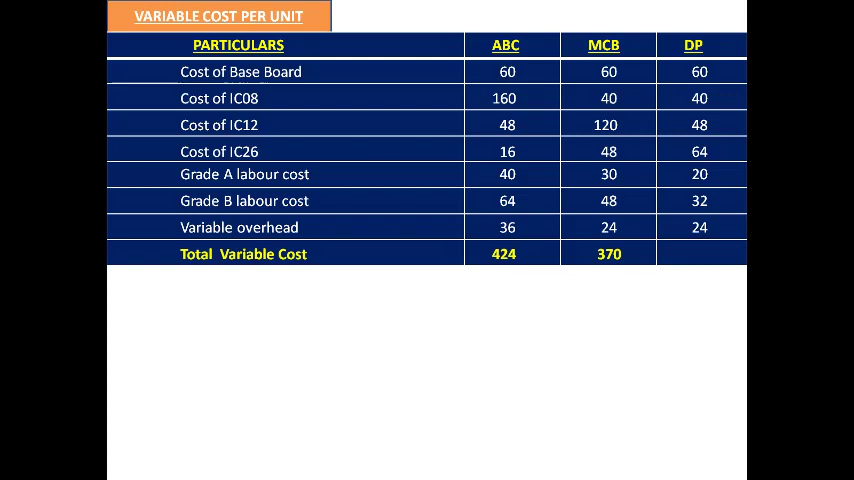 VARIABLE COST PER UNIT
PARTICULARS ABC MCB DP
Cost of Base Board 60 60 60
Cost of IC08 160 40 40
Cost of IC12 48 120 48
Cost of IC26 16 48 64
Grade A labour cost 40 30 20
Grade B labour cost 64 48 32
Variable overhead 36 24 24
Total Variable Cost 424 370